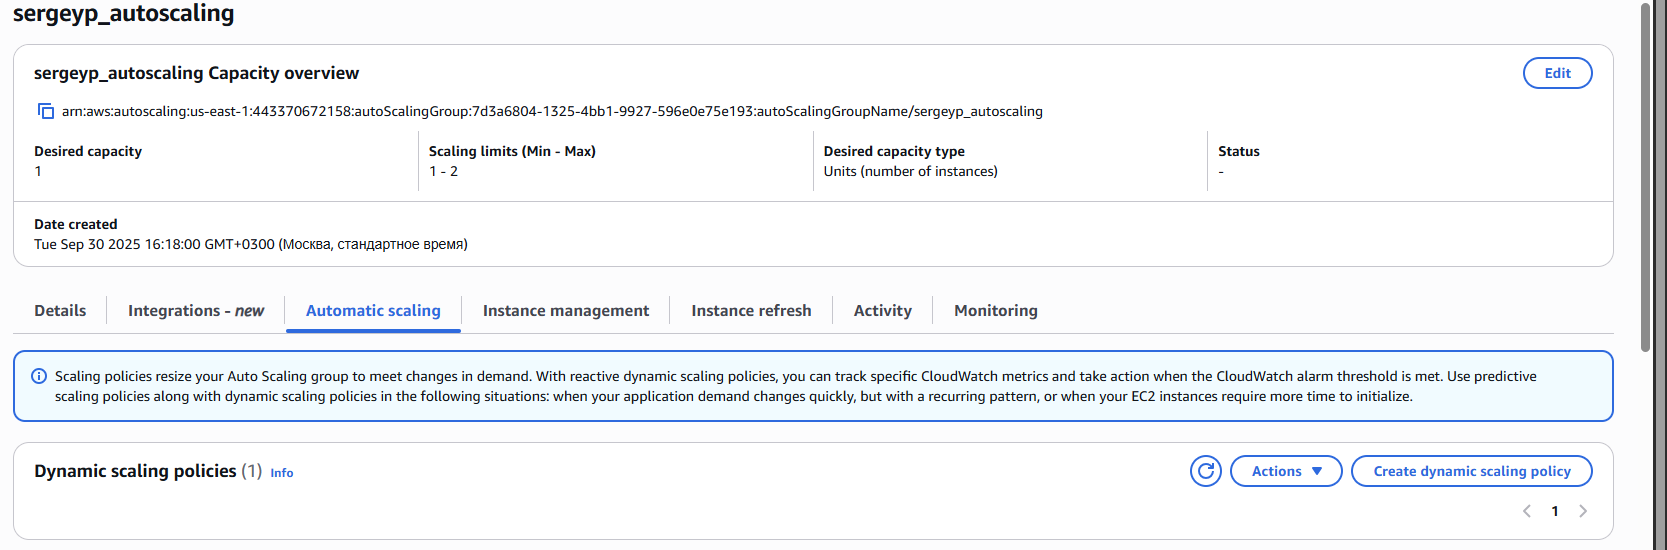 sergeyp_autoscaling
sergeyp_autoscaling Capacity overview
Edit
arn:aws:autoscaling:us-east-1:443370672158:autoScalingGroup:7d3a6804-1325-4bb1-9927-596e0e75e193:autoScalingGroupName/sergeyp_autoscaling
Desired capacity
1
Scaling limits (Min - Max)
1 - 2
Desired capacity type
Units (number of instances)
Status
-
Date created
Tue Sep 30 2025 16:18:00 GMT+0300 (Москва, стандартное время)
Details
Integrations - new
Automatic scaling
Instance management
Instance refresh
Activity
Monitoring
Scaling policies resize your Auto Scaling group to meet changes in demand. With reactive dynamic scaling policies, you can track specific CloudWatch metrics and take action when the CloudWatch alarm threshold is met. Use predictive
scaling policies along with dynamic scaling policies in the following situations: when your application demand changes quickly, but with a recurring pattern, or when your EC2 instances require more time to initialize.
Dynamic scaling policies (1) Info
Actions
Create dynamic scaling policy
1